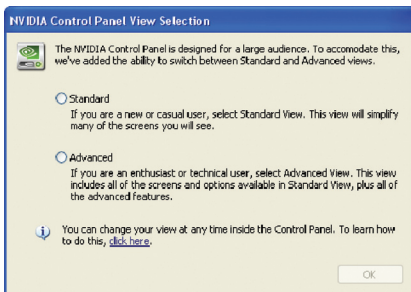 NVIDIA Control Panel View Selection
The NVIDIA Control Panel is designed for a large audience. To accomodate this,
we've added the ability to switch between Standard and Advanced views.
Standard
If you are a new or casual user, select Standard View. This view will simplify
many of the screens you will see.
Advanced
If you are an enthusiast or technical user, select Advanced View. This view
includes all of the screens and options available in Standard View, plus all of
the advanced features.
You can change your view at any time inside the Control Panel. To learn how
to do this, click here.
OK